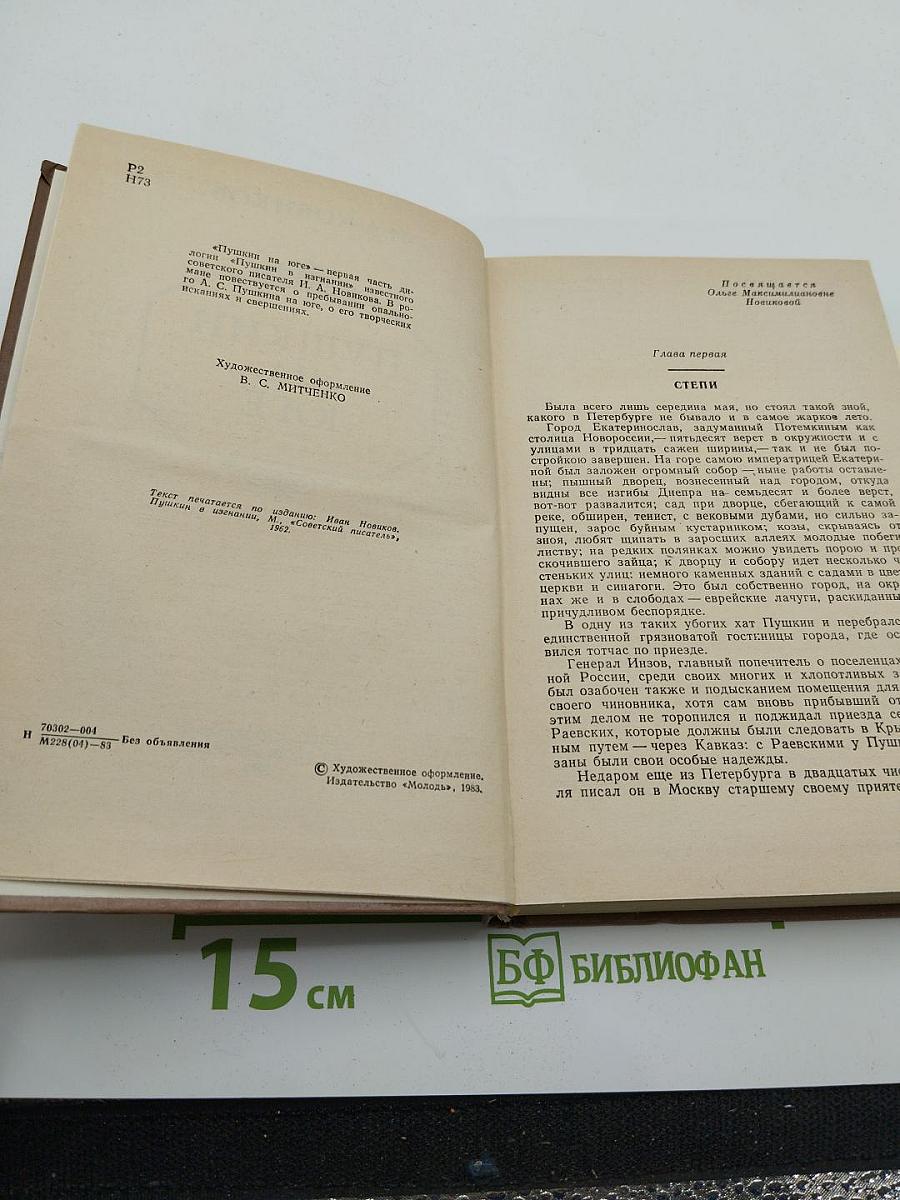 Р2
Н73
«Пушкин на юге» — первая часть ди-
логии «Пушкин в изгнании» известного
советского писателя И. А. Новикова. В ро-
мане повествуется о пребывании опально-
го А. С. Пушкина на юге, о его творческих
исканиях и свершениях.
Художественное оформление
В. С. МИТЧЕНКО
Текст печатается по изданию: Иван Новиков.
Пушкин в изгнании, М., «Советский писатель»,
1962.
Н 70302—004
М228(04)—83 Без объявления
© Художественное оформление.
Издательство «Молодь», 1983.
Посвящается
Ольге Максимилиановне
Новиковой
Глава первая
СТЕПИ
Была всего лишь середина мая, но стоял такой зной,
какого в Петербурге не бывало и в самое жаркое лето.
Город Екатеринослав, задуманный Потемкиным как
столица Новороссии,— пятьдесят верст в окружности и с
улицами в тридцать сажен ширины,— так и не был по-
стройкою завершен. На горе самою императрицей Екатери-
ной был заложен огромный собор — ныне работы оставле-
ны; пышный дворец, вознесенный над городом, откуда
видны все изгибы Днепра на семьдесят и более верст,
вот-вот развалится; сад при дворце, сбегающий к самой
реке, обширен, тенист, с вековыми дубами, но сильно за-
пущен, зарос буйным кустарником; козы, скрываясь от
зноя, любят щипать в заросших аллеях молодые побеги
листву; на редких полянках можно увидеть порою и про
скочившего зайца; к дворцу и собору идет несколько ч
стеньких улиц: немного каменных зданий с садами в цве
церкви и синагоги. Это был собственно город, на окр
нах же и в слободах — еврейские лачуги, раскиданны
причудливом беспорядке.
В одну из таких убогих хат Пушкин и перебралс
единственной грязноватой гостиницы города, где ос
вился тотчас по приезде.
Генерал Инзов, главный попечитель о поселенцах
ной России, среди своих многих и хлопотливых з
был озабочен также и подысканием помещения для
своего чиновника, хотя сам вновь прибывший от
этим делом не торопился и поджидал приезда се
Раевских, которые должны были следовать в Кры
ным путем — через Кавказ: с Раевскими у Пушк
заны были свои особые надежды.
Недаром еще из Петербурга в двадцатых чис
ля писал он в Москву старшему своему прияте
15 см
БФ БИБЛИОФАН